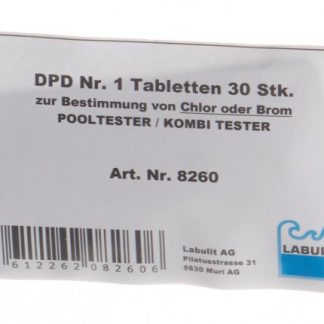 DPD Nr. 1 Tabletten 30 Stk.
zur Bestimmung von Chlor oder Brom
POOLTESTER / KOMBI TESTER
Art. Nr. 8260
Labulit AG
Pilatusstrasse 31
5630 Muri AG
LABUL
612262082606